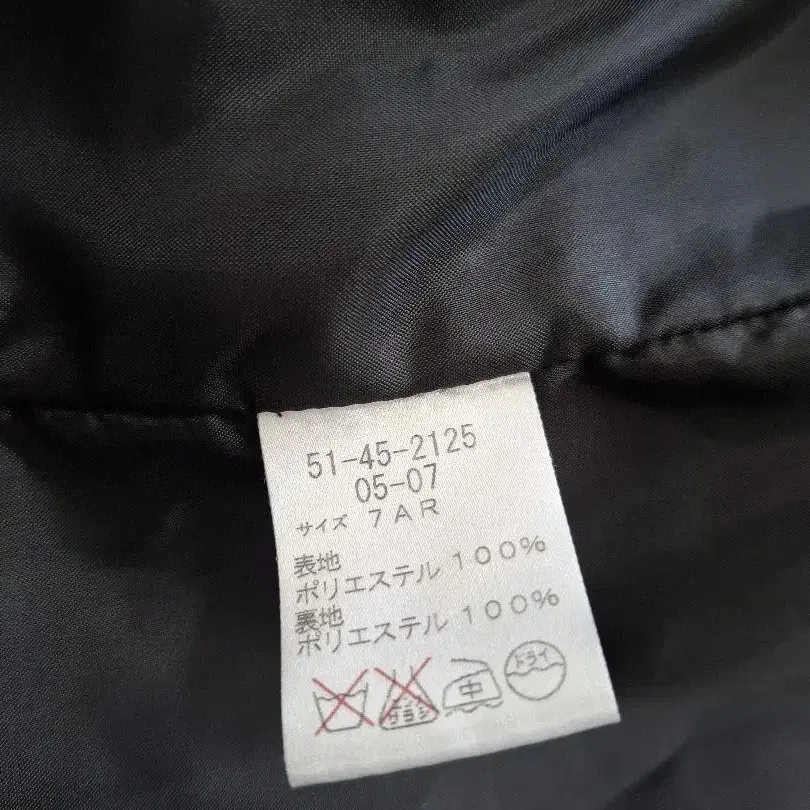 51-45-2125
05-07
サイズ 7AR
表地
ポリエステル 100%
裏地
ポリエステル 100%
中
ドライ